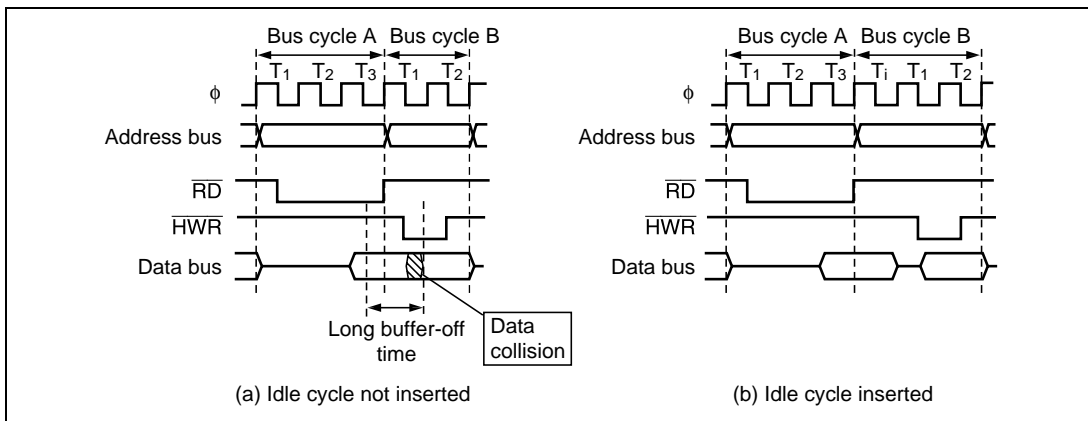 Bus cycle A Bus cycle B
T1 T2 T3 T1 T2
φ
Address bus
RD
HWR
Data bus
Long buffer-off
time
Data
collision
(a) Idle cycle not inserted
Bus cycle A Bus cycle B
T1 T2 T3 Ti T1 T2
φ
Address bus
RD
HWR
Data bus
(b) Idle cycle inserted